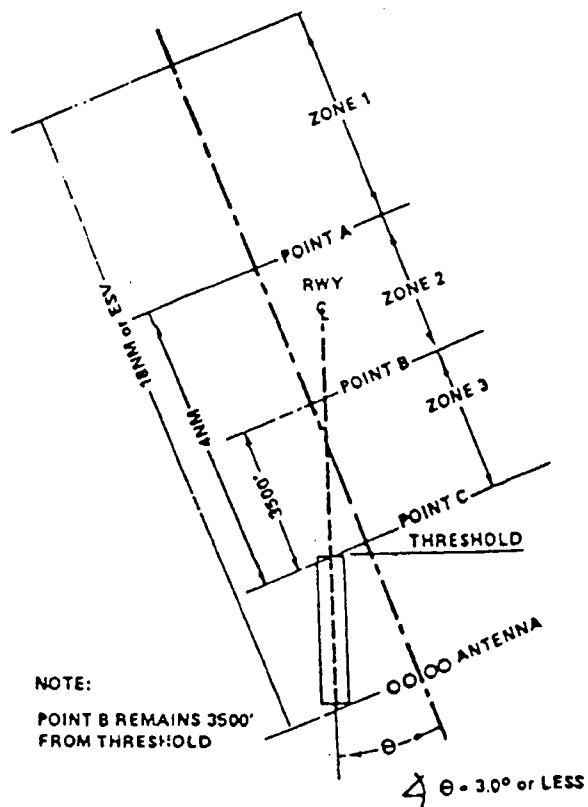 ZONE 1
POINT A
RWY
℄
ZONE 2
18NM or ESV
4NM
POINT B
ZONE 3
3500'
POINT C
THRESHOLD
ANTENNA
NOTE:
POINT B REMAINS 3500'
FROM THRESHOLD
θ
∡ θ = 3.0° or LESS